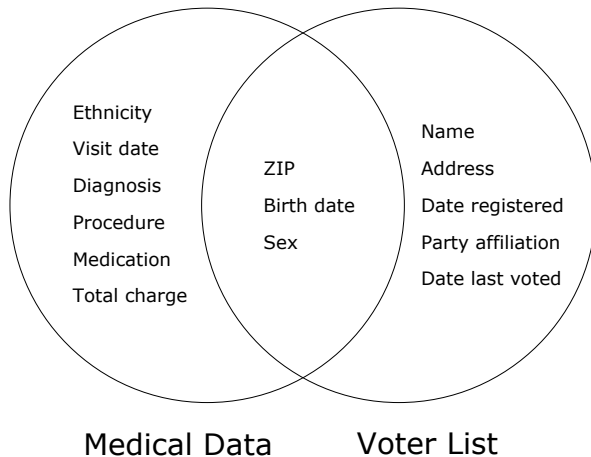 Ethnicity
Visit date
Diagnosis
Procedure
Medication
Total charge
ZIP
Birth date
Sex
Name
Address
Date registered
Party affiliation
Date last voted
Medical Data
Voter List